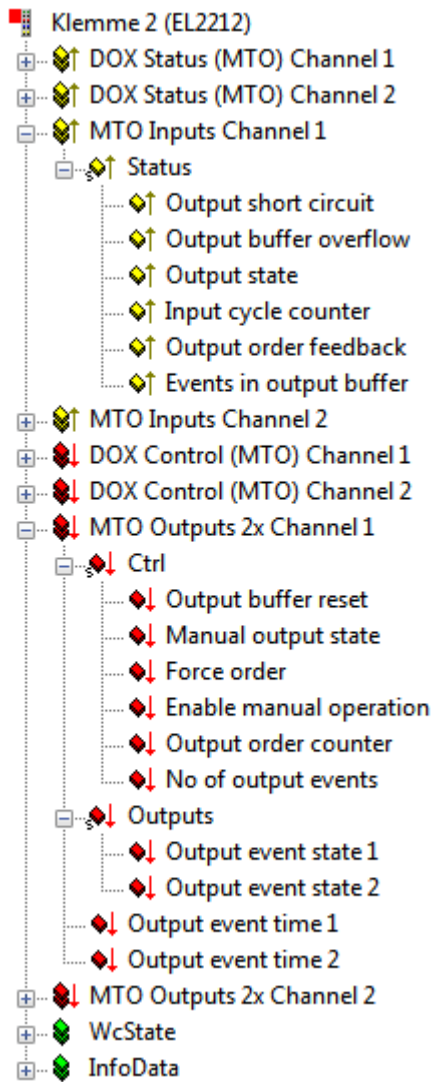 Klemme 2 (EL2212)
DOX Status (MTO) Channel 1
DOX Status (MTO) Channel 2
MTO Inputs Channel 1
Status
Output short circuit
Output buffer overflow
Output state
Input cycle counter
Output order feedback
Events in output buffer
MTO Inputs Channel 2
DOX Control (MTO) Channel 1
DOX Control (MTO) Channel 2
MTO Outputs 2x Channel 1
Ctrl
Output buffer reset
Manual output state
Force order
Enable manual operation
Output order counter
No of output events
Outputs
Output event state 1
Output event state 2
Output event time 1
Output event time 2
MTO Outputs 2x Channel 2
WcState
InfoData